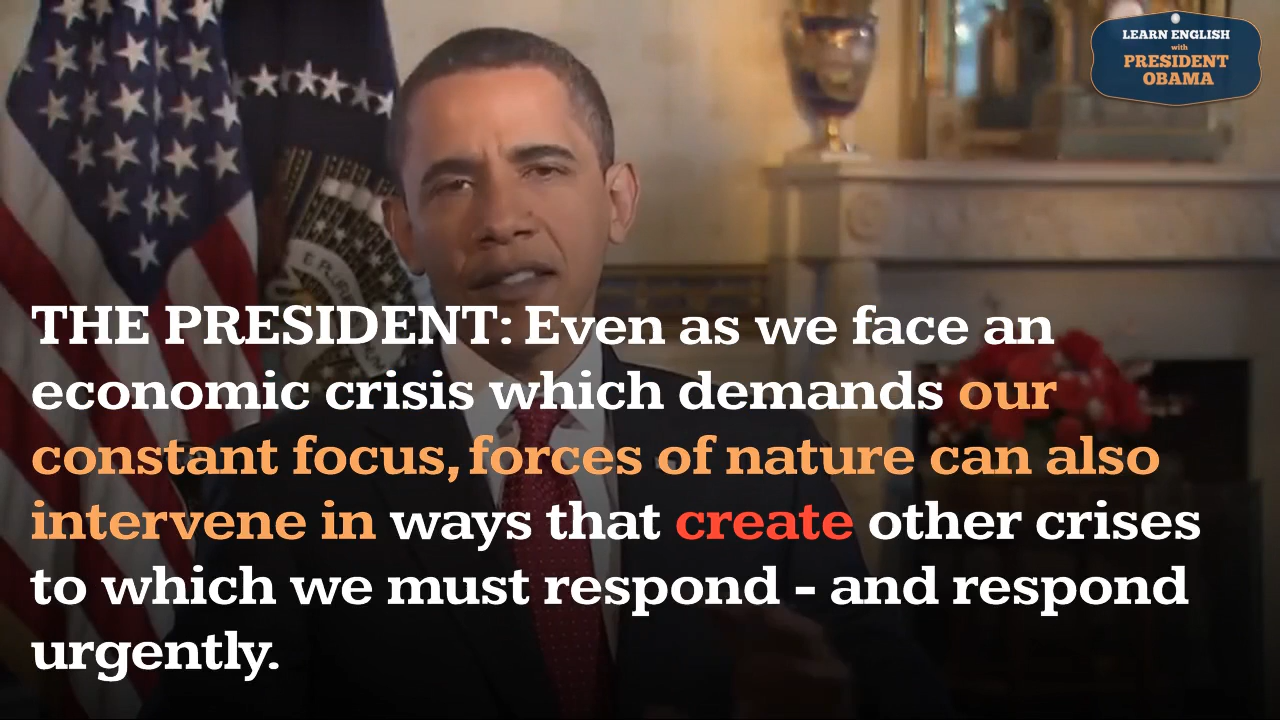 LEARN ENGLISH
with
PRESIDENT
OBAMA
E PLURI
THE PRESIDENT: Even as we face an
economic crisis which demands our
constant focus, forces of nature can also
intervene in ways that create other crises
to which we must respond - and respond
urgently.